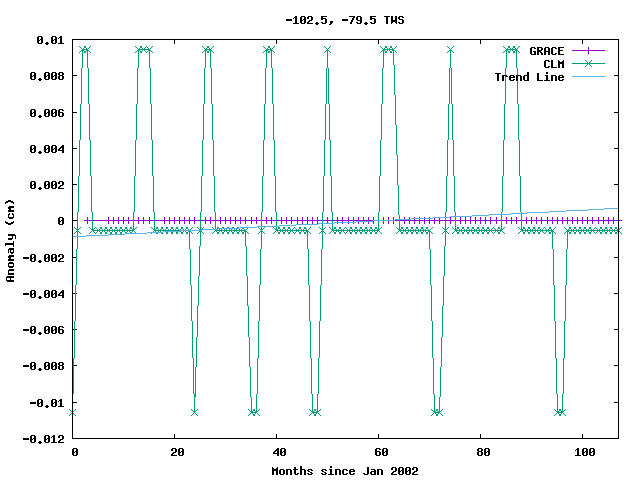 -102.5, -79.5 TWS
0.01
0.008
0.006
0.004
0.002
0
-0.002
-0.004
-0.006
-0.008
-0.01
-0.012
Anomaly (cm)
GRACE
CLM
Trend Line
0 20 40 60 80 100
Months since Jan 2002